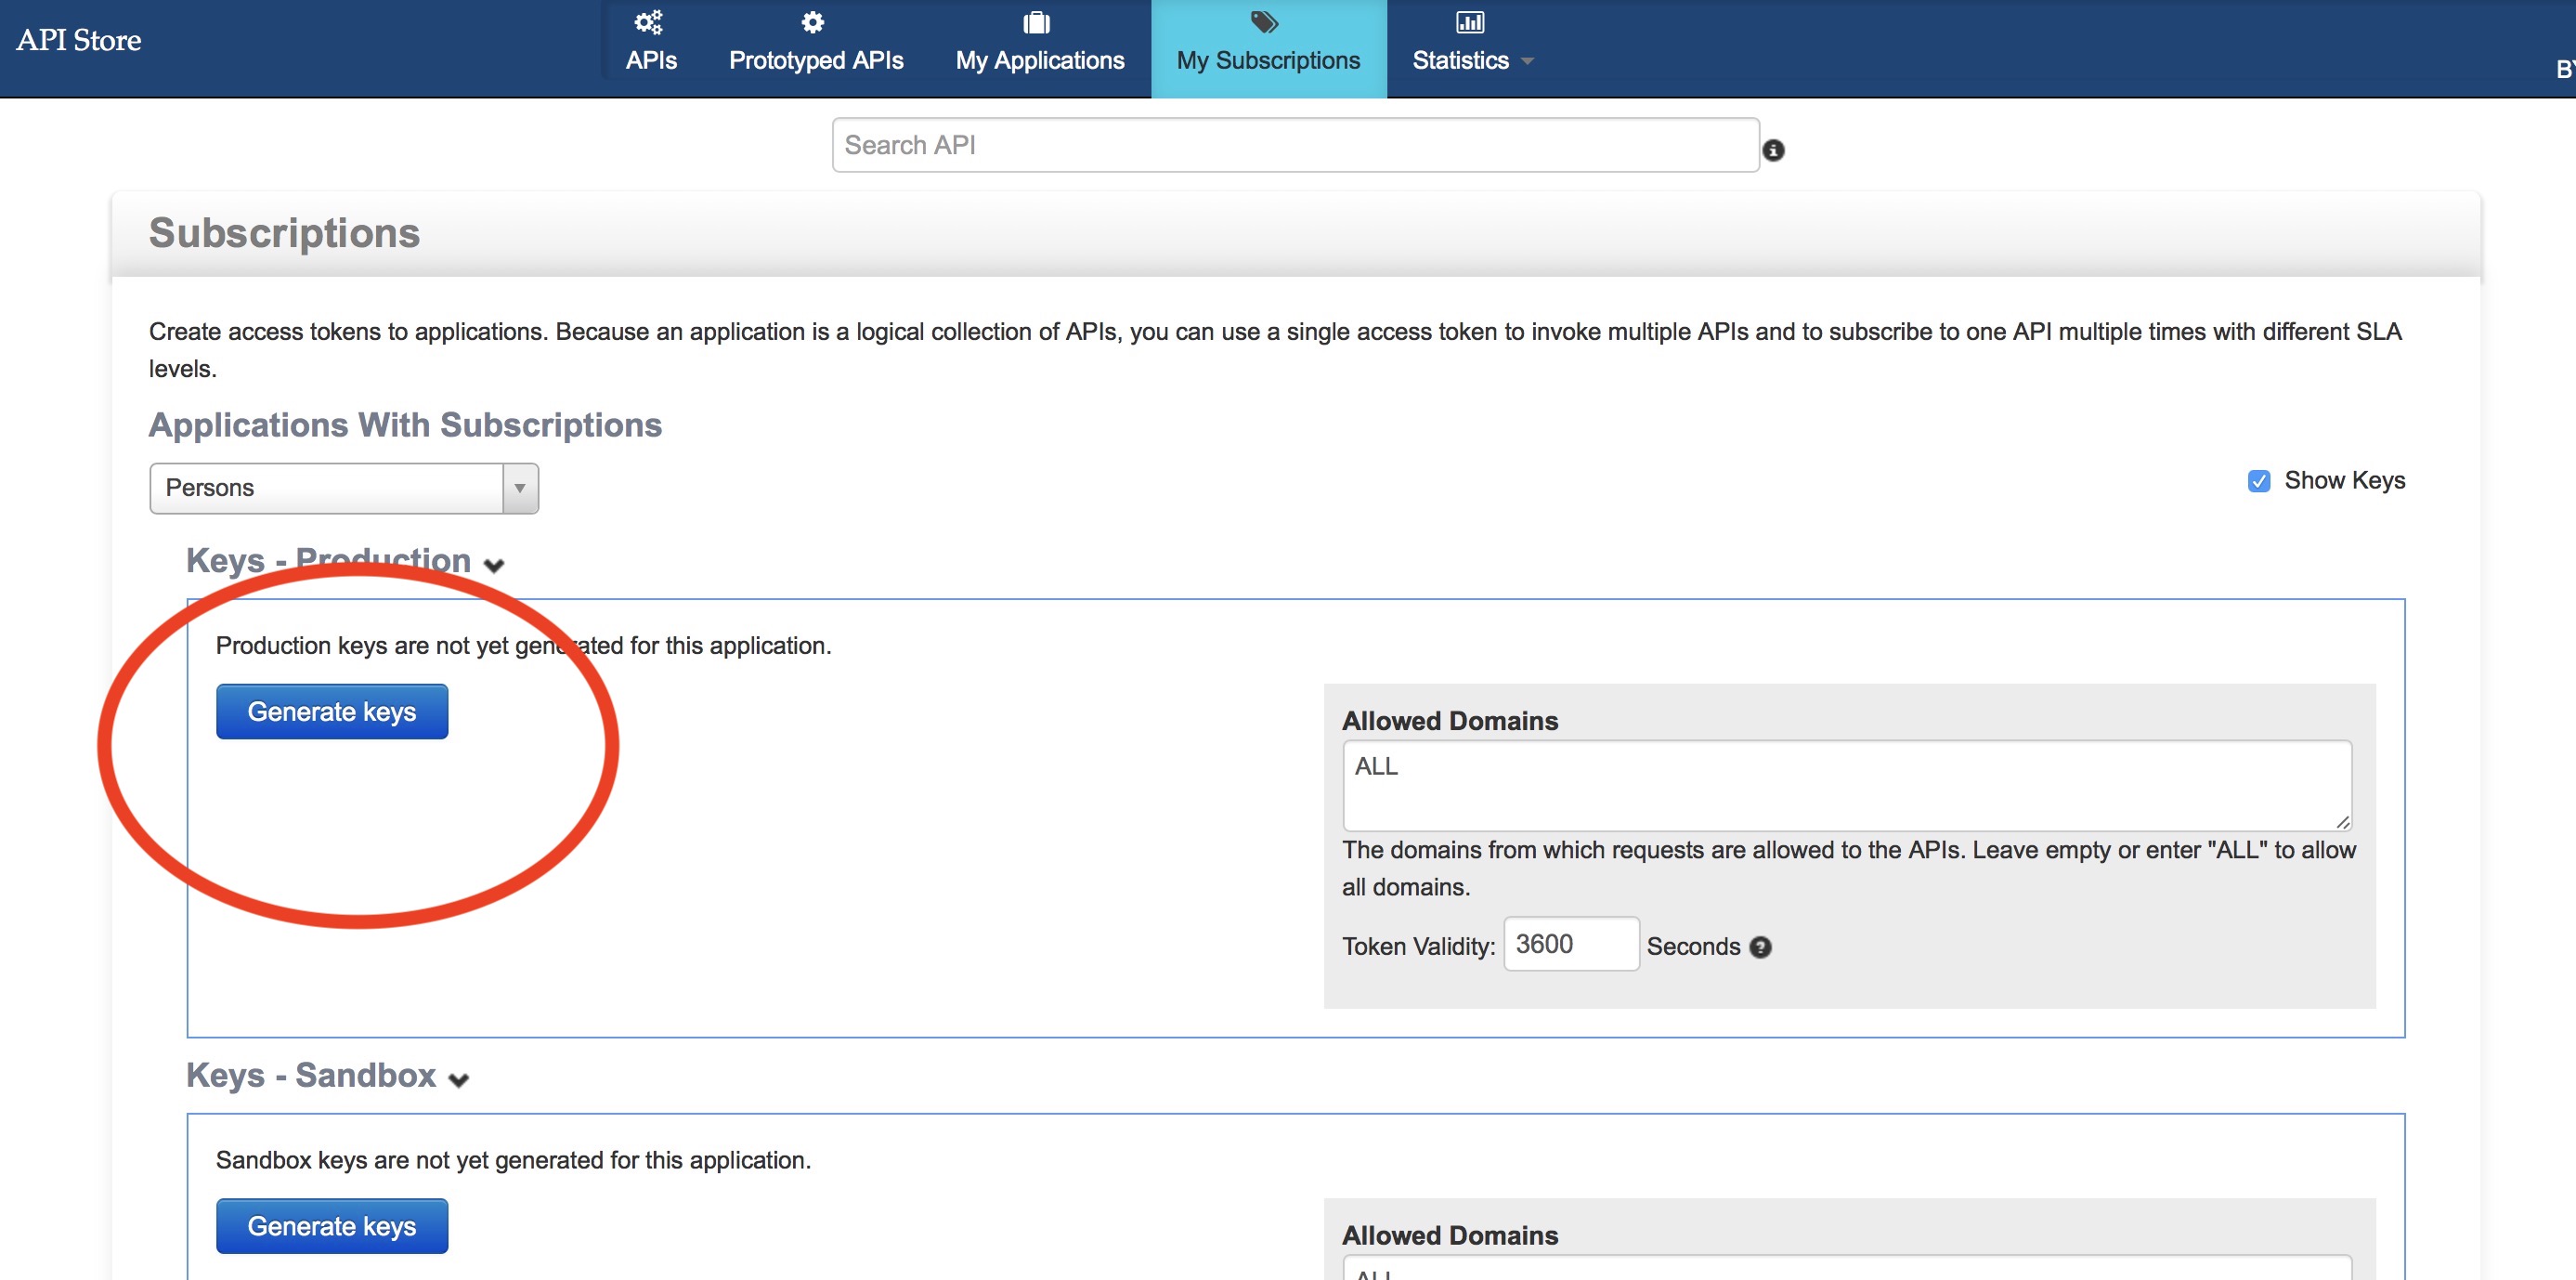 API Store
APIs
Prototyped APIs
My Applications
My Subscriptions
Statistics
BY
Search API
Subscriptions
Create access tokens to applications. Because an application is a logical collection of APIs, you can use a single access token to invoke multiple APIs and to subscribe to one API multiple times with different SLA
levels.
Applications With Subscriptions
Persons
Show Keys
Keys - Production
Production keys are not yet generated for this application.
Generate keys
Allowed Domains
ALL
The domains from which requests are allowed to the APIs. Leave empty or enter "ALL" to allow
all domains.
Token Validity: 3600 Seconds
Keys - Sandbox
Sandbox keys are not yet generated for this application.
Generate keys
Allowed Domains
ALL